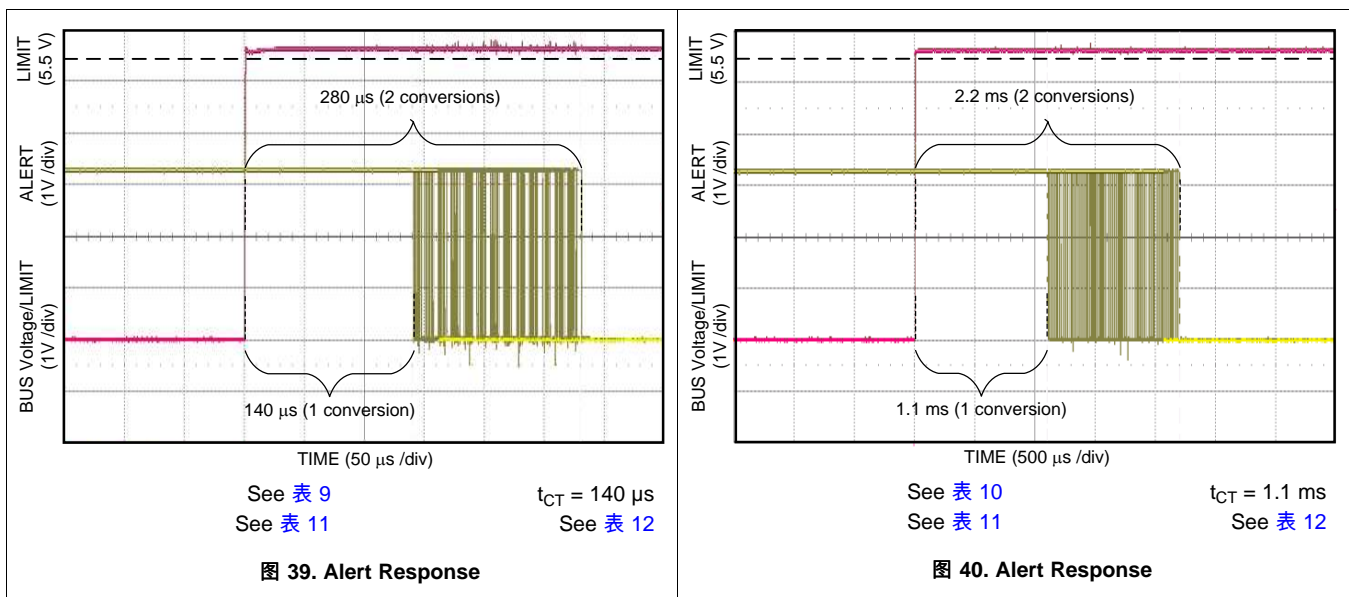 LIMIT
(5.5 V)
ALERT
(1V /div)
BUS Voltage/LIMIT
(1V /div)
280 μs (2 conversions)
140 μs (1 conversion)
TIME (50 μs /div)
See 表 9
t_CT = 140 μs
See 表 11
See 表 12
图 39. Alert Response
LIMIT
(5.5 V)
ALERT
(1V /div)
BUS Voltage/LIMIT
(1V /div)
2.2 ms (2 conversions)
1.1 ms (1 conversion)
TIME (500 μs /div)
See 表 10
t_CT = 1.1 ms
See 表 11
See 表 12
图 40. Alert Response